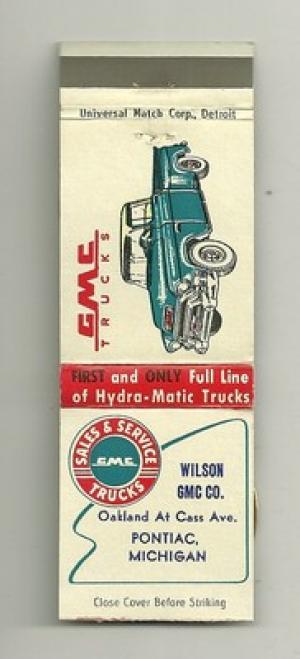 Universal Match Corp., Detroit
GMC
TRUCKS
FIRST and ONLY Full Line
of Hydra-Matic Trucks
SALES & SERVICE
GMC
TRUCKS
WILSON
GMC CO.
Oakland At Cass Ave.
PONTIAC,
MICHIGAN
Close Cover Before Striking